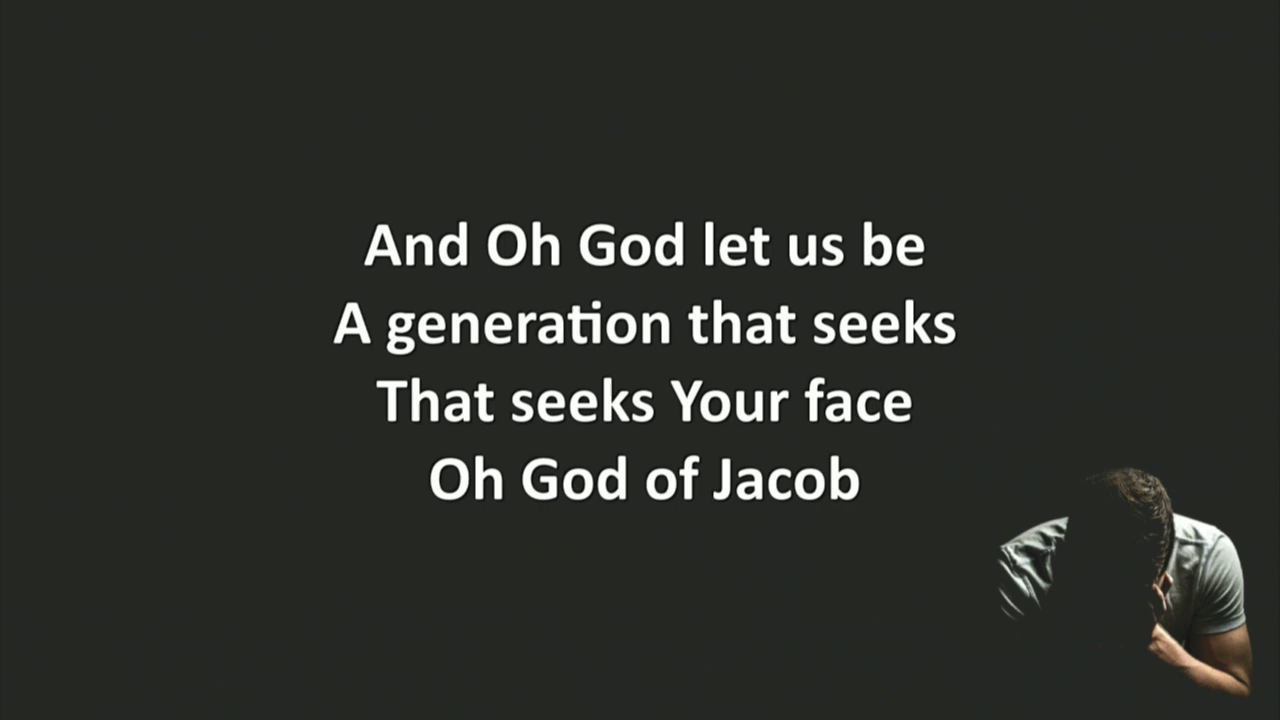 And Oh God let us be
A generation that seeks
That seeks Your face
Oh God of Jacob